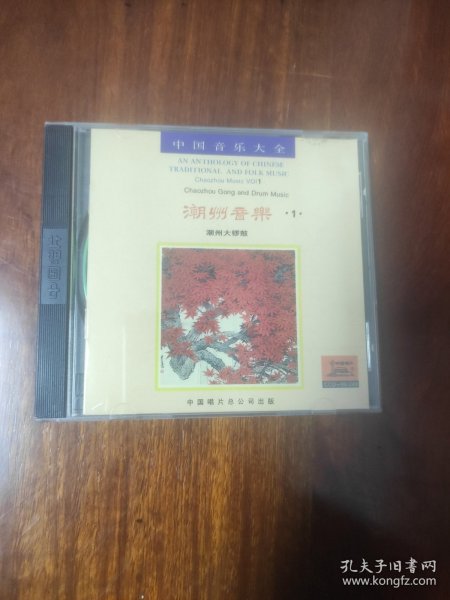 中国音乐大全
AN ANTHOLOGY OF CHINESE
TRADITIONAL AND FOLK MUSIC
Chaozhou Music VOl1
Chaozhou Gong and Drum Music
潮州音樂 ·1·
潮州大锣鼓
中国唱片总公司出版
孔夫子旧书网
www.kongfz.com